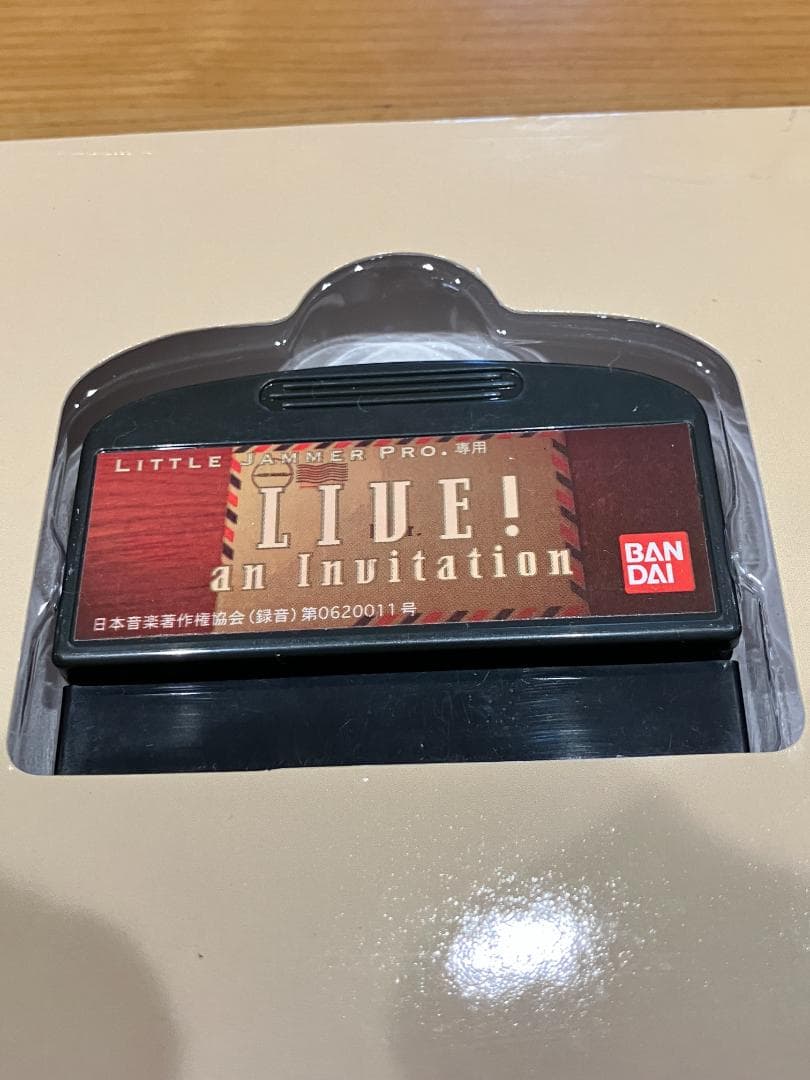 LITTLE JAMMER PRO. 専用
LIVE!
an Invitation
BAN
DAI
日本音楽著作権協会(録音)第0620011号